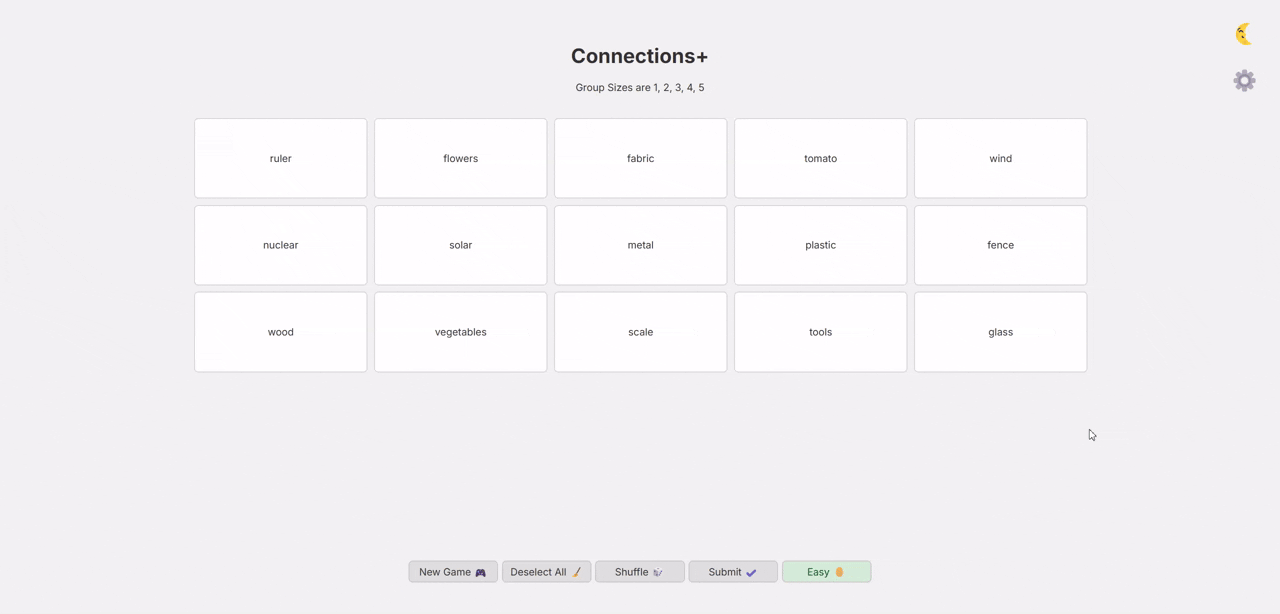 Connections+
Group Sizes are 1, 2, 3, 4, 5
ruler
flowers
fabric
tomato
wind
nuclear
solar
metal
plastic
fence
wood
vegetables
scale
tools
glass
New Game
Deselect All
Shuffle
Submit
Easy